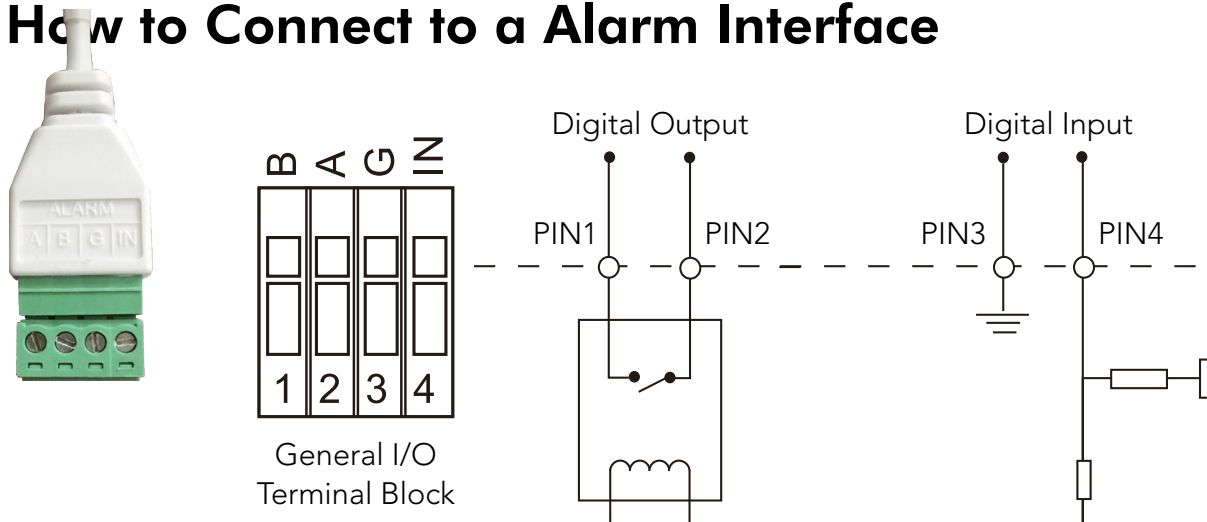 How to Connect to a Alarm Interface
ALARM
A B G IN
B A G IN
1 2 3 4
General I/O
Terminal Block
Digital Output
PIN1 PIN2
Digital Input
PIN3 PIN4